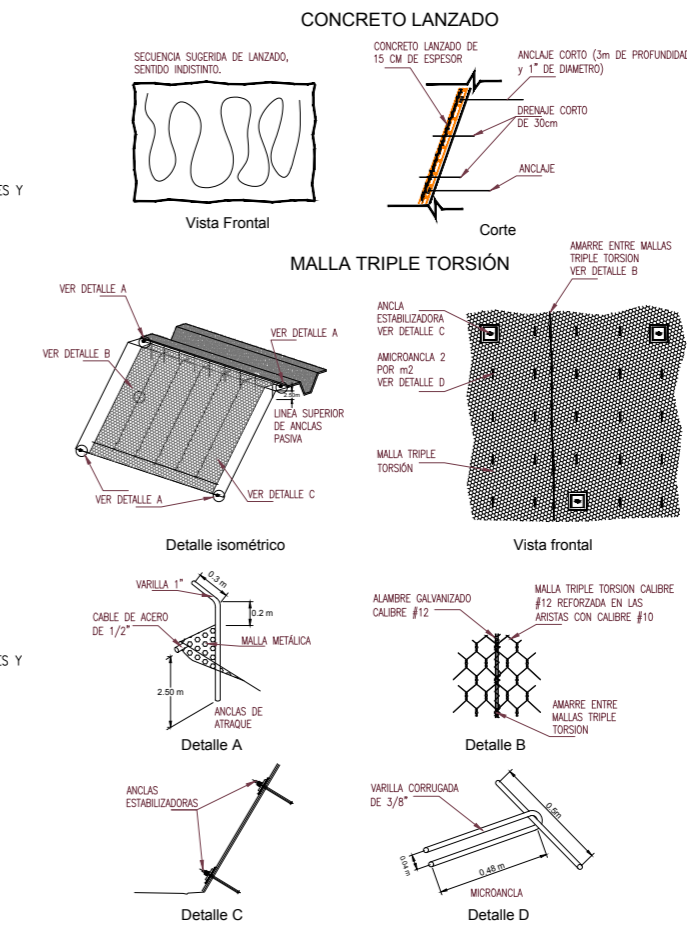 CONCRETO LANZADO
SECUENCIA SUGERIDA DE LANZADO,
SENTIDO INDISTINTO.
Vista Frontal
CONCRETO LANZADO DE
15 CM DE ESPESOR
ANCLAJE CORTO (3m DE PROFUNDIDAD
y 1" DE DIAMETRO)
DRENAJE CORTO
DE 30cm
ANCLAJE
Corte
ES Y
MALLA TRIPLE TORSIÓN
VER DETALLE A
VER DETALLE A
VER DETALLE B
2.50m
LINEA SUPERIOR
DE ANCLAS
PASIVA
VER DETALLE A
VER DETALLE C
Detalle isométrico
AMARRE ENTRE MALLAS
TRIPLE TORSION
VER DETALLE B
ANCLA
ESTABILIZADORA
VER DETALLE C
AMICROANCLA 2
POR m2
VER DETALLE D
MALLA TRIPLE
TORSIÓN
Vista frontal
VARILLA 1"
0.3 m
0.2 m
CABLE DE ACERO
DE 1/2"
MALLA METÁLICA
2.50 m
ANCLAS DE
ATRAQUE
Detalle A
ALAMBRE GALVANIZADO
CALIBRE #12
MALLA TRIPLE TORSION CALIBRE
#12 REFORZADA EN LAS
ARISTAS CON CALIBRE #10
AMARRE ENTRE
MALLAS TRIPLE
TORSION
Detalle B
ES Y
ANCLAS
ESTABILIZADORAS
Detalle C
VARILLA CORRUGADA
DE 3/8"
0.5m
0.04 m
0.48 m
MICROANCLA
Detalle D